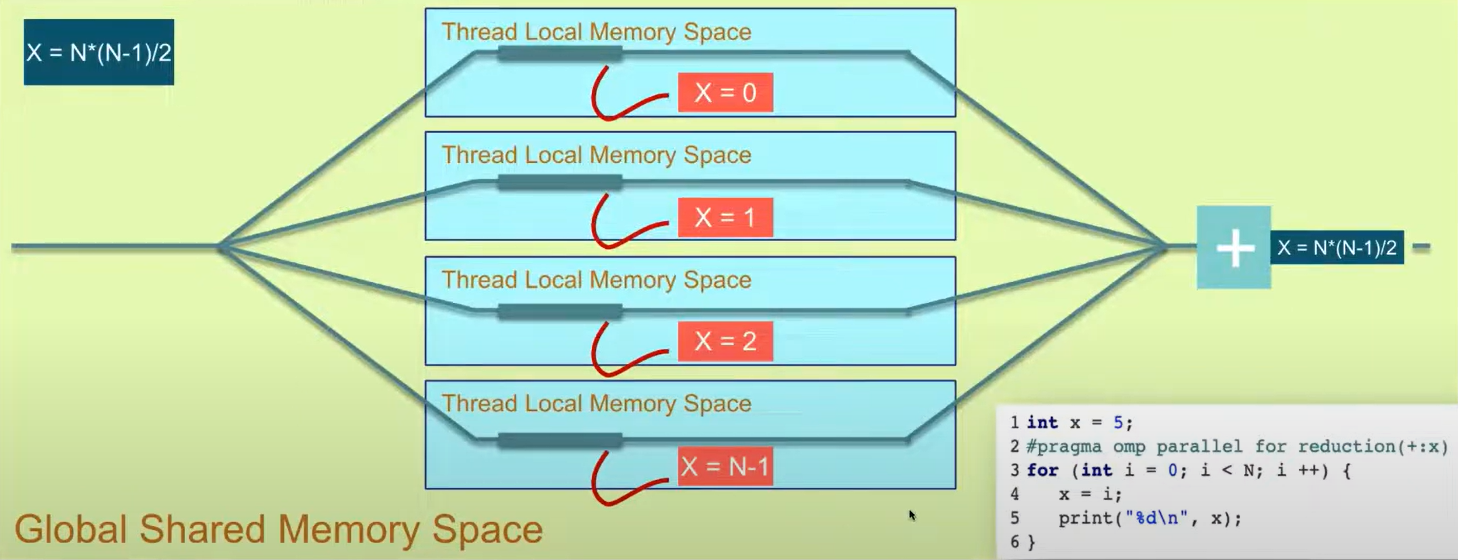 X = N*(N-1)/2
Thread Local Memory Space
X = 0
Thread Local Memory Space
X = 1
Thread Local Memory Space
X = 2
Thread Local Memory Space
X = N-1
+
X = N*(N-1)/2
Global Shared Memory Space
1 int x = 5;
2 #pragma omp parallel for reduction(+:x)
3 for (int i = 0; i < N; i ++) {
4    x = i;
5    print("%d\n", x);
6 }